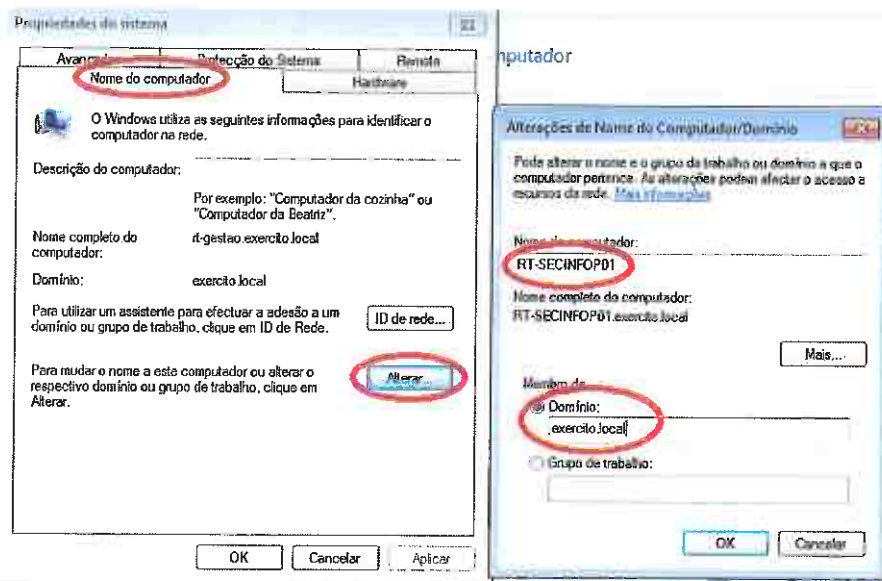 Propriedades do sistema
Avançadas
Protecção do Sistema
Remoto
Nome do computador
Hardware
O Windows utiliza as seguintes informações para identificar o
computador na rede.
Descrição do computador:
Por exemplo: "Computador da cozinha" ou
"Computador da Beatriz".
Nome completo do
computador:
rt-gestao.exercito.local
Domínio:
exercito.local
Para utilizar um assistente para efectuar a adesão a um
domínio ou grupo de trabalho, clique em ID de Rede.
ID de rede...
Para mudar o nome a este computador ou alterar o
respectivo domínio ou grupo de trabalho, clique em
Alterar.
Alterar...
OK
Cancelar
Aplicar
nputador
Alterações de Nome do Computador/Domínio
Pode alterar o nome e o grupo de trabalho ou domínio a que o
computador pertence. As alterações podem afectar o acesso a
recursos da rede. Mais informações
Nome do computador:
RT-SECINFOP01
Nome completo do computador:
RT-SECINFOP01.exercito.local
Mais...
Membro de
Domínio:
exercito.local
Grupo de trabalho:
OK
Cancelar